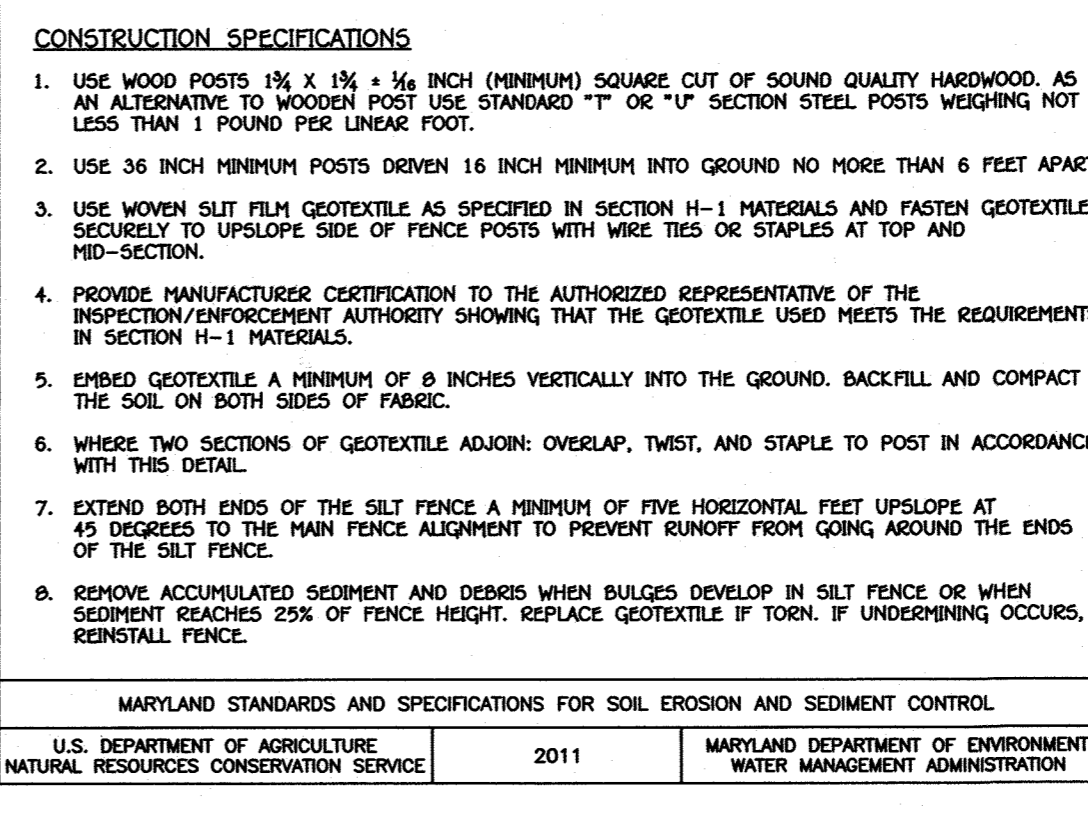 CONSTRUCTION SPECIFICATIONS
1. USE WOOD POSTS 1¾ X 1¾ ± 1⁄16 INCH (MINIMUM) SQUARE CUT OF SOUND QUALITY HARDWOOD. AS
AN ALTERNATIVE TO WOODEN POST USE STANDARD "T" OR "U" SECTION STEEL POSTS WEIGHING NOT
LESS THAN 1 POUND PER LINEAR FOOT.
2. USE 36 INCH MINIMUM POSTS DRIVEN 16 INCH MINIMUM INTO GROUND NO MORE THAN 6 FEET APART
3. USE WOVEN SLIT FILM GEOTEXTILE AS SPECIFIED IN SECTION H-1 MATERIALS AND FASTEN GEOTEXTILE
SECURELY TO UPSLOPE SIDE OF FENCE POSTS WITH WIRE TIES OR STAPLES AT TOP AND
MID-SECTION.
4. PROVIDE MANUFACTURER CERTIFICATION TO THE AUTHORIZED REPRESENTATIVE OF THE
INSPECTION/ENFORCEMENT AUTHORITY SHOWING THAT THE GEOTEXTILE USED MEETS THE REQUIREMENTS
IN SECTION H-1 MATERIALS.
5. EMBED GEOTEXTILE A MINIMUM OF 8 INCHES VERTICALLY INTO THE GROUND. BACKFILL AND COMPACT
THE SOIL ON BOTH SIDES OF FABRIC.
6. WHERE TWO SECTIONS OF GEOTEXTILE ADJOIN: OVERLAP, TWIST, AND STAPLE TO POST IN ACCORDANCE
WITH THIS DETAIL.
7. EXTEND BOTH ENDS OF THE SILT FENCE A MINIMUM OF FIVE HORIZONTAL FEET UPSLOPE AT
45 DEGREES TO THE MAIN FENCE ALIGNMENT TO PREVENT RUNOFF FROM GOING AROUND THE ENDS
OF THE SILT FENCE.
8. REMOVE ACCUMULATED SEDIMENT AND DEBRIS WHEN BULGES DEVELOP IN SILT FENCE OR WHEN
SEDIMENT REACHES 25% OF FENCE HEIGHT. REPLACE GEOTEXTILE IF TORN. IF UNDERMINING OCCURS,
REINSTALL FENCE.
MARYLAND STANDARDS AND SPECIFICATIONS FOR SOIL EROSION AND SEDIMENT CONTROL
U.S. DEPARTMENT OF AGRICULTURE
NATURAL RESOURCES CONSERVATION SERVICE
2011
MARYLAND DEPARTMENT OF ENVIRONMENT
WATER MANAGEMENT ADMINISTRATION